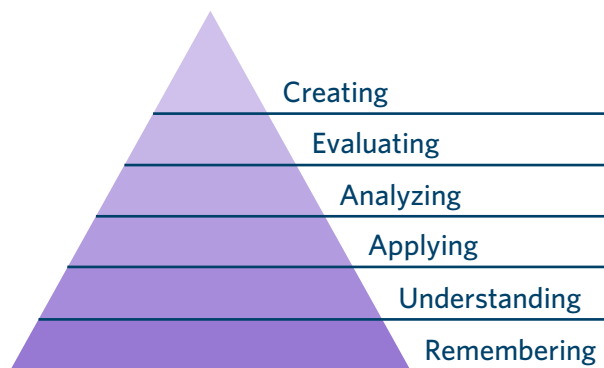 Creating
Evaluating
Analyzing
Applying
Understanding
Remembering